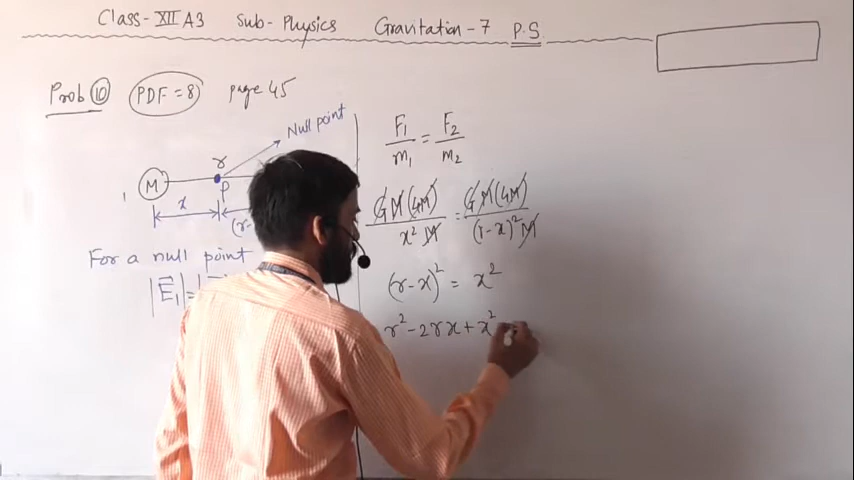 Class-XII A3 Sub-Physics Gravitation-7 P.S
Prob 10 PDF = 8 page 45
Null point
M r P
x (r-
For a null point
|E₁| =
F₁/m₁ = F₂/m₂
GM(4M)/x² M = GM(4M)/(r-x)² M
(r-x)² = x²
r² - 2rx + x²